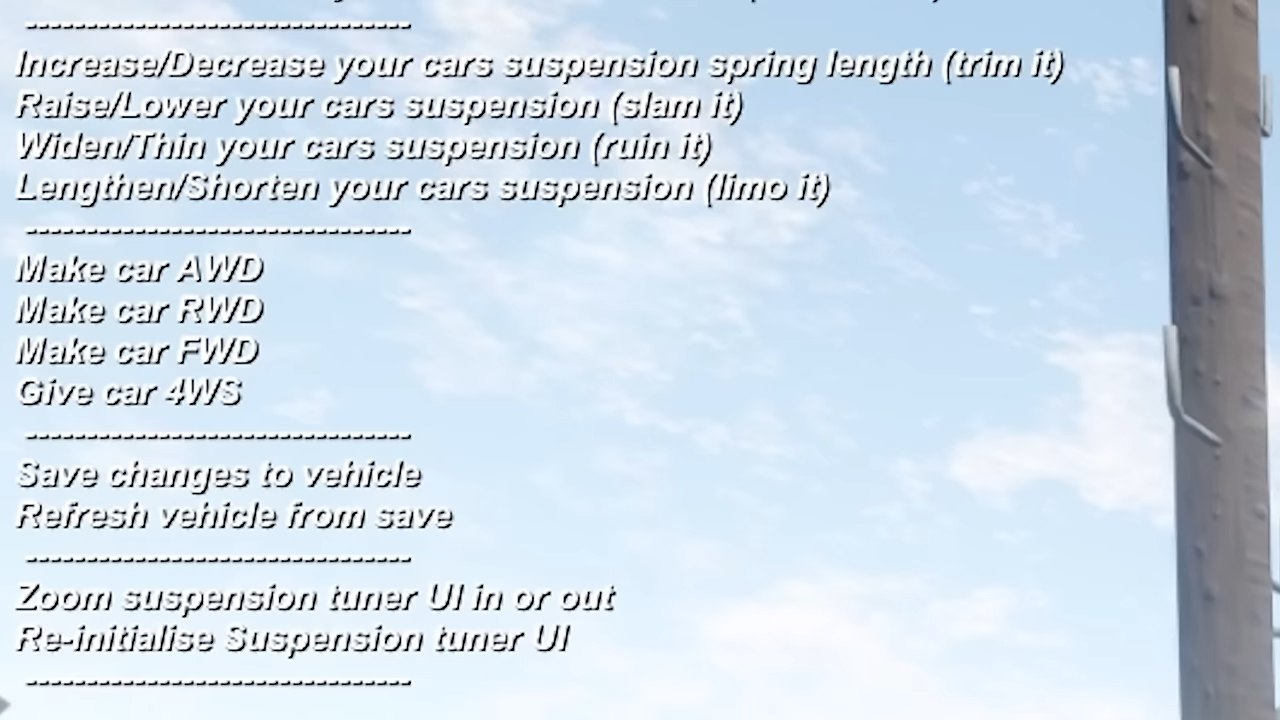 -------------------------------
Increase/Decrease your cars suspension spring length (trim it)
Raise/Lower your cars suspension (slam it)
Widen/Thin your cars suspension (ruin it)
Lengthen/Shorten your cars suspension (limo it)
-------------------------------
Make car AWD
Make car RWD
Make car FWD
Give car 4WS
-------------------------------
Save changes to vehicle
Refresh vehicle from save
-------------------------------
Zoom suspension tuner UI in or out
Re-initialise Suspension tuner UI
-------------------------------